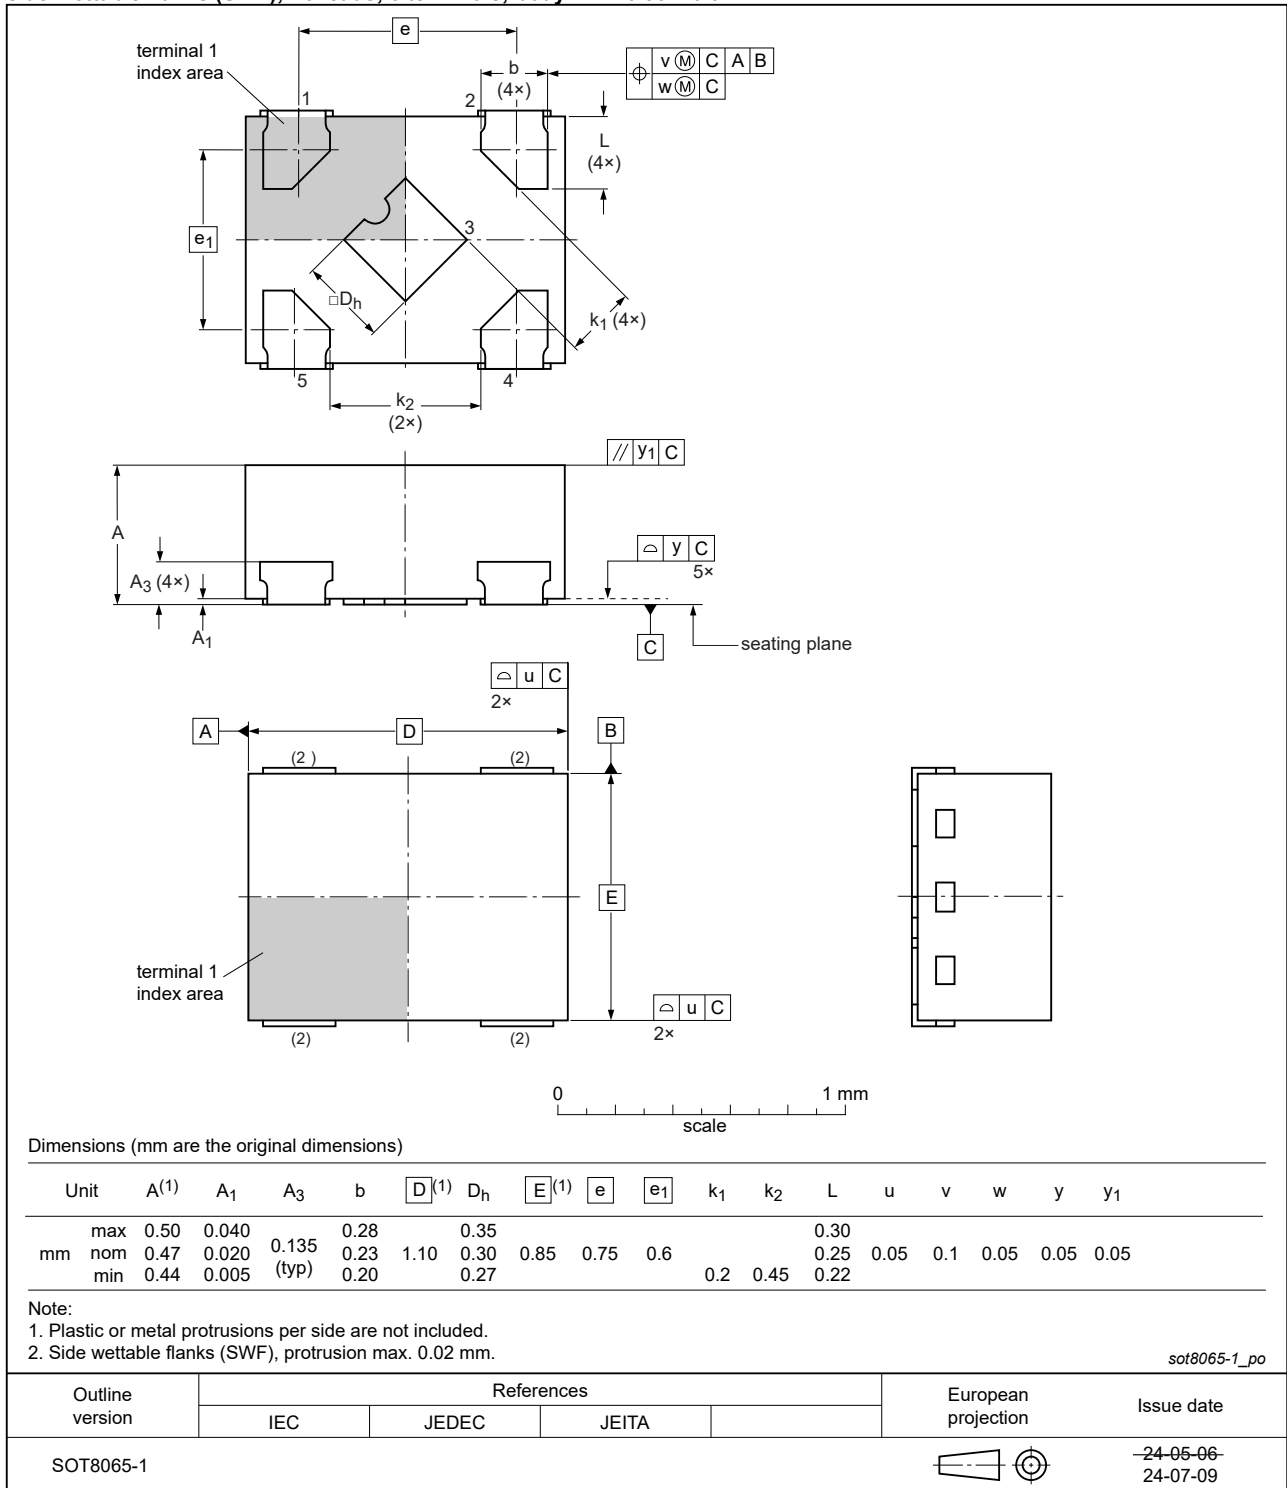 e
terminal 1
index area
b
(4×)
v Ⓜ C A B
w Ⓜ C
1
2
L
(4×)
e1
3
□Dh
k1 (4×)
5
4
k2
(2×)
// y1 C
A
y C
5×
A3 (4×)
A1
C
seating plane
u C
2×
A
D
B
(2 )
(2)
E
terminal 1
index area
u C
2×
(2)
(2)
0
1 mm
scale
Dimensions (mm are the original dimensions)
Unit A(1) A1 A3 b D(1) Dh E(1) e e1 k1 k2 L u v w y y1
max 0.50 0.040 0.28 0.35 0.30
mm nom 0.47 0.020 0.135 (typ) 0.23 1.10 0.30 0.85 0.75 0.6 0.25 0.05 0.1 0.05 0.05 0.05
min 0.44 0.005 0.20 0.27 0.2 0.45 0.22
Note:
1. Plastic or metal protrusions per side are not included.
2. Side wettable flanks (SWF), protrusion max. 0.02 mm.
sot8065-1_po
Outline version
References
European projection
Issue date
IEC JEDEC JEITA
SOT8065-1
24-05-06
24-07-09